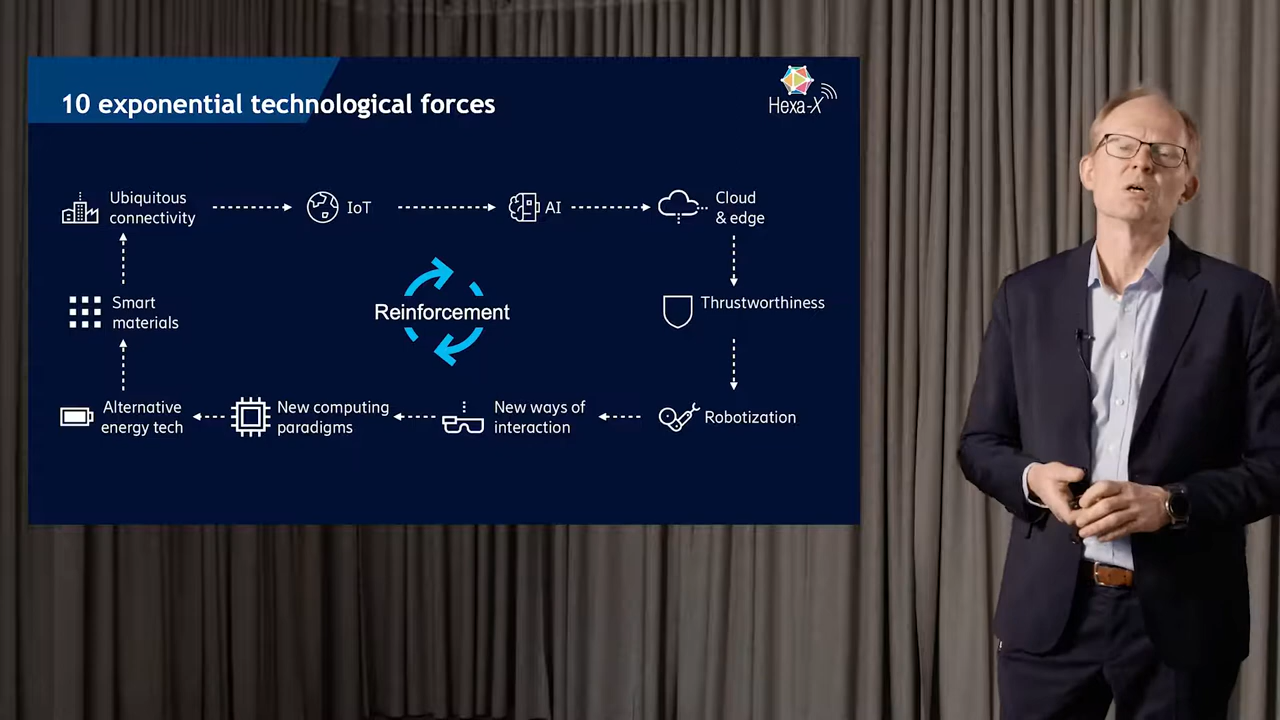 10 exponential technological forces
Hexa-X
Ubiquitous
connectivity
IoT
AI
Cloud
& edge
Smart
materials
Reinforcement
Thrustworthiness
Alternative
energy tech
New computing
paradigms
New ways of
interaction
Robotization